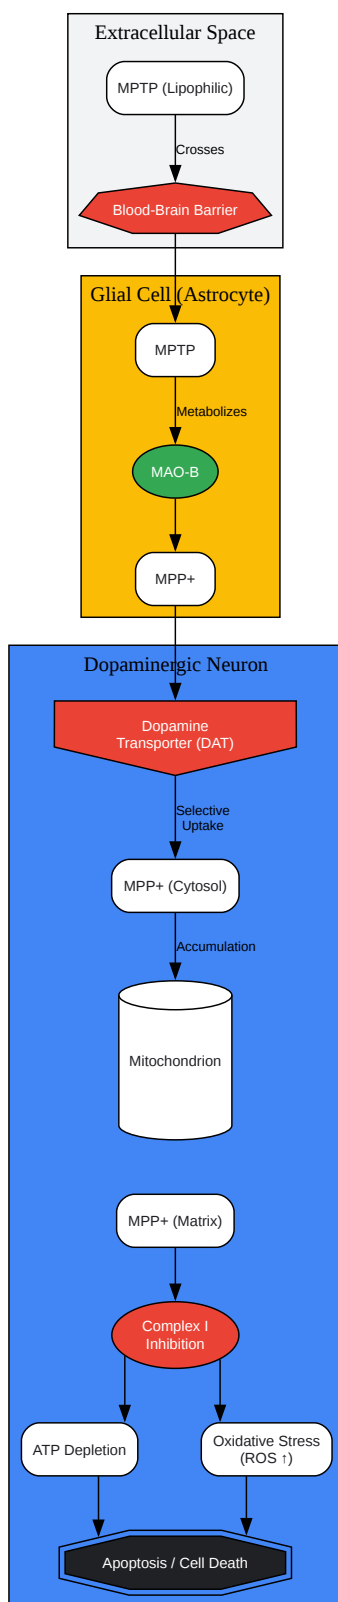 Extracellular Space
MPTP (Lipophilic)
Crosses
Blood-Brain Barrier
Glial Cell (Astrocyte)
MPTP
Metabolizes
MAO-B
MPP+
Dopaminergic Neuron
Dopamine
Transporter (DAT)
Selective
Uptake
MPP+ (Cytosol)
Accumulation
Mitochondrion
MPP+ (Matrix)
Complex I
Inhibition
ATP Depletion
Oxidative Stress
(ROS ↑)
Apoptosis / Cell Death